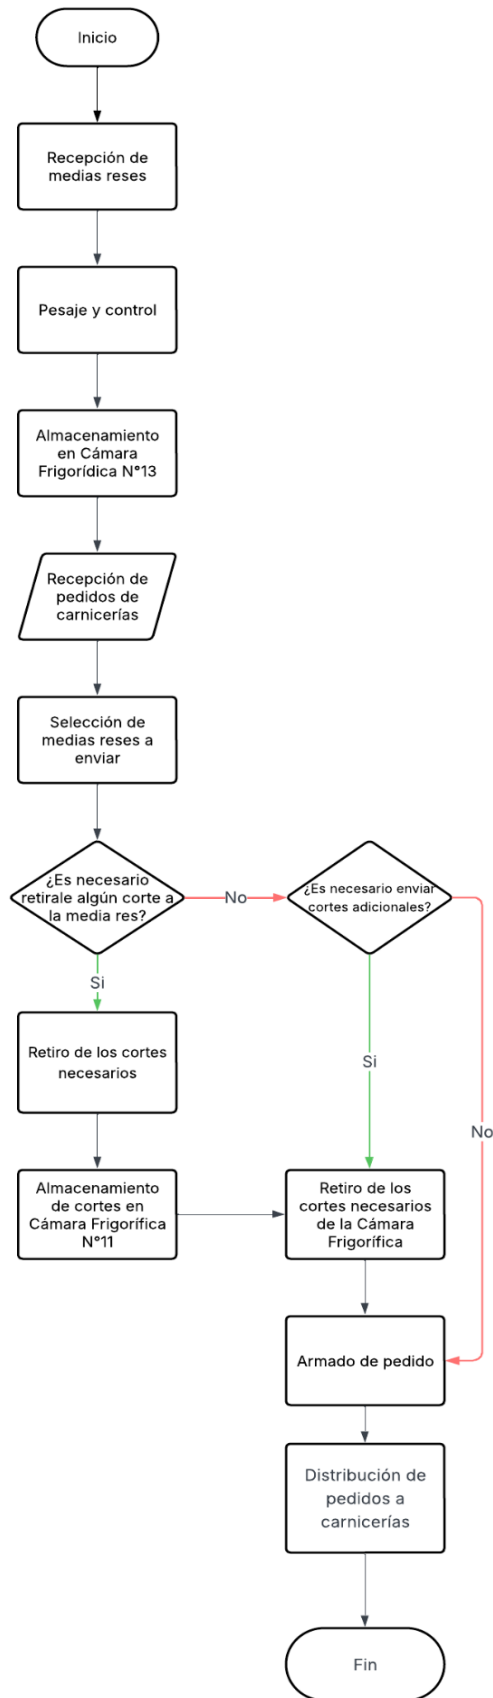 Inicio
Recepción de
medias reses
Pesaje y control
Almacenamiento
en Cámara
Frigorídica N°13
Recepción de
pedidos de
carnicerías
Selección de
medias reses a
enviar
¿Es necesario
retirale algún corte a
la media res?
No
¿Es necesario enviar
cortes adicionales?
Si
Retiro de los cortes
necesarios
Si
No
Almacenamiento
de cortes en
Cámara Frigorífica
N°11
Retiro de los
cortes necesarios
de la Cámara
Frigorífica
Armado de pedido
Distribución de
pedidos a
carnicerías
Fin